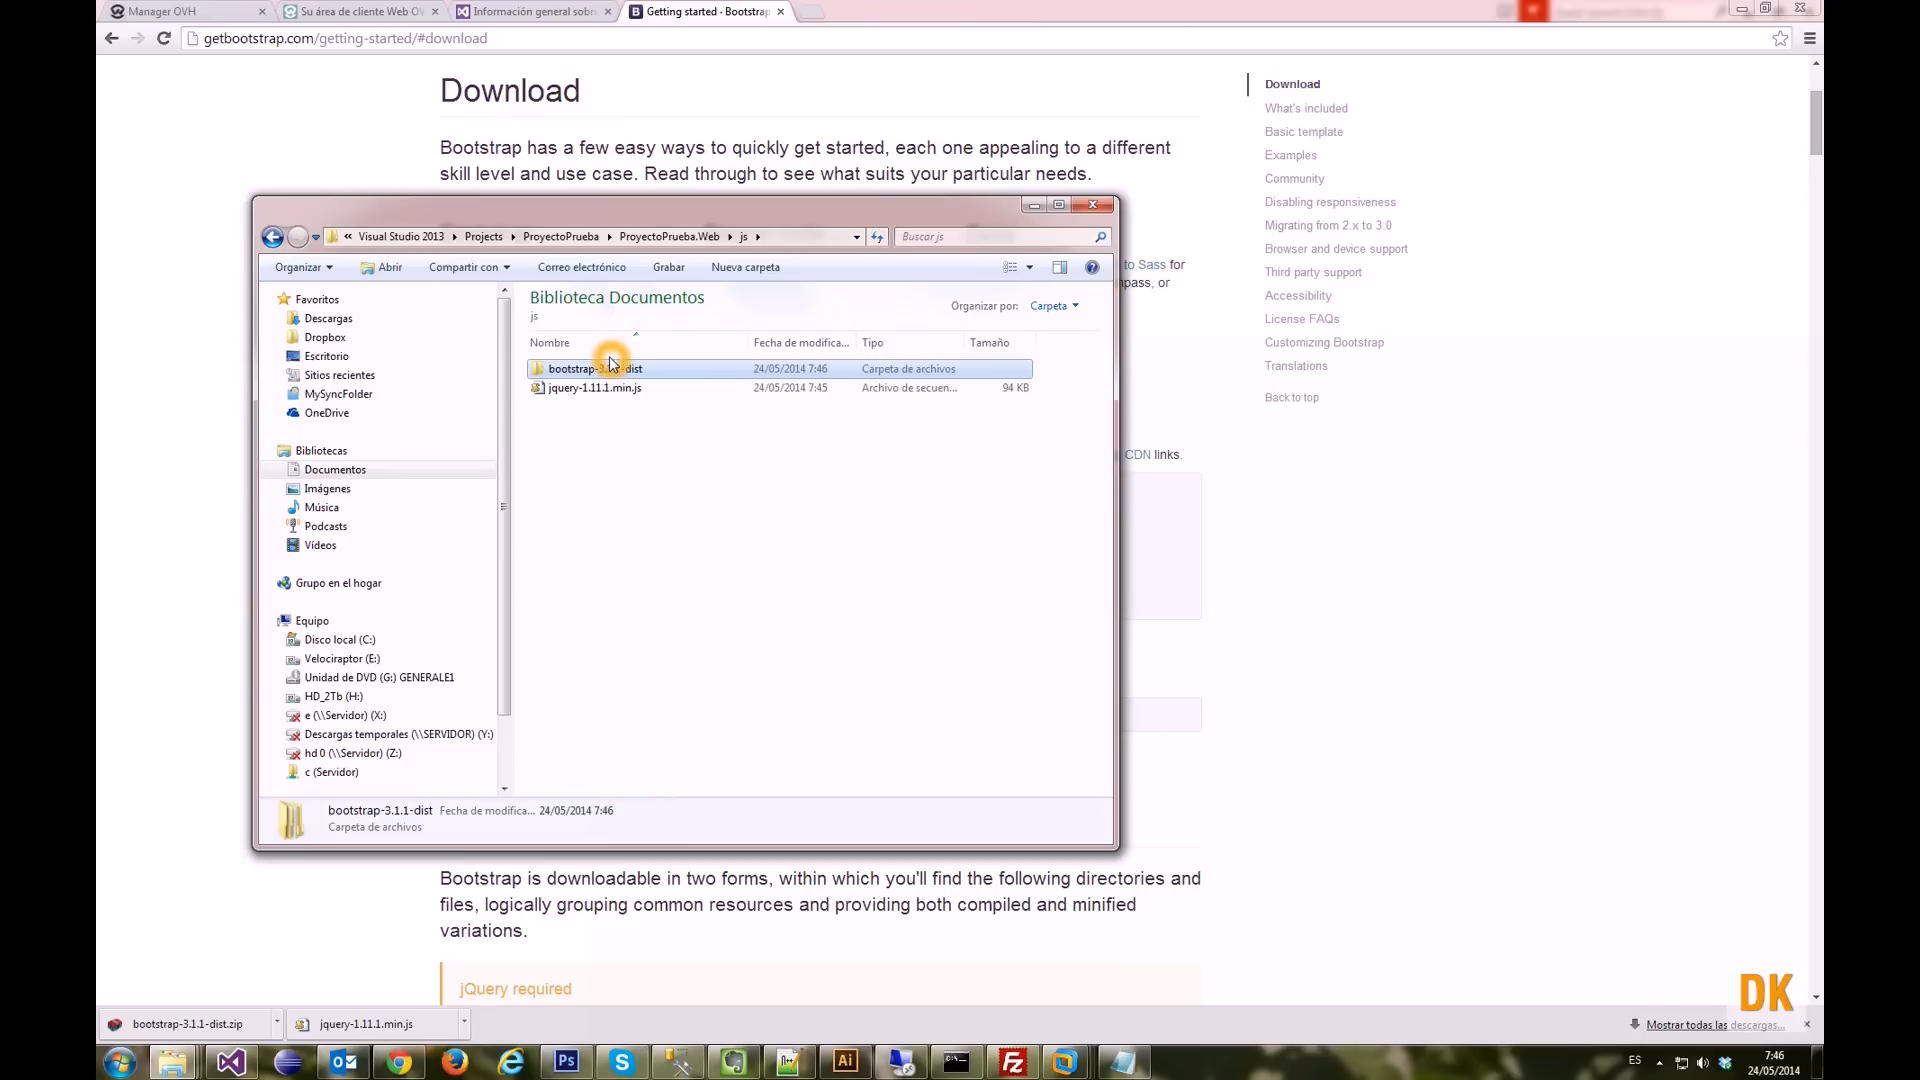 Manager OVH
Su área de cliente Web OV
Información general sobr
Getting started · Bootstrap
getbootstrap.com/getting-started/#download
Download
Bootstrap has a few easy ways to quickly get started, each one appealing to a different
skill level and use case. Read through to see what suits your particular needs.
Download
What's included
Basic template
Examples
Community
Disabling responsiveness
Migrating from 2.x to 3.0
Browser and device support
Third party support
Accessibility
License FAQs
Customizing Bootstrap
Translations
Back to top
to Sass for
mpass, or
CDN links.
« Visual Studio 2013 Projects ProyectoPrueba ProyectoPrueba.Web js
Buscar js
Organizar Abrir Compartir con Correo electrónico Grabar Nueva carpeta
Favoritos
Descargas
Dropbox
Escritorio
Sitios recientes
MySyncFolder
OneDrive
Bibliotecas
Documentos
Imágenes
Música
Podcasts
Vídeos
Grupo en el hogar
Equipo
Disco local (C:)
Velociraptor (E:)
Unidad de DVD (G:) GENERALE1
HD_2Tb (H:)
e (\\Servidor) (X:)
Descargas temporales (\\SERVIDOR) (Y:)
hd 0 (\\Servidor) (Z:)
c (Servidor)
Biblioteca Documentos
js
Organizar por: Carpeta
Nombre Fecha de modifica... Tipo Tamaño
bootstrap-3.1.1-dist 24/05/2014 7:46 Carpeta de archivos
jquery-1.11.1.min.js 24/05/2014 7:45 Archivo de secuen... 94 KB
bootstrap-3.1.1-dist Fecha de modifica... 24/05/2014 7:46
Carpeta de archivos
Bootstrap is downloadable in two forms, within which you'll find the following directories and
files, logically grouping common resources and providing both compiled and minified
variations.
jQuery required
DK
bootstrap-3.1.1-dist.zip
jquery-1.11.1.min.js
Mostrar todas las descargas...
ES
7:46
24/05/2014